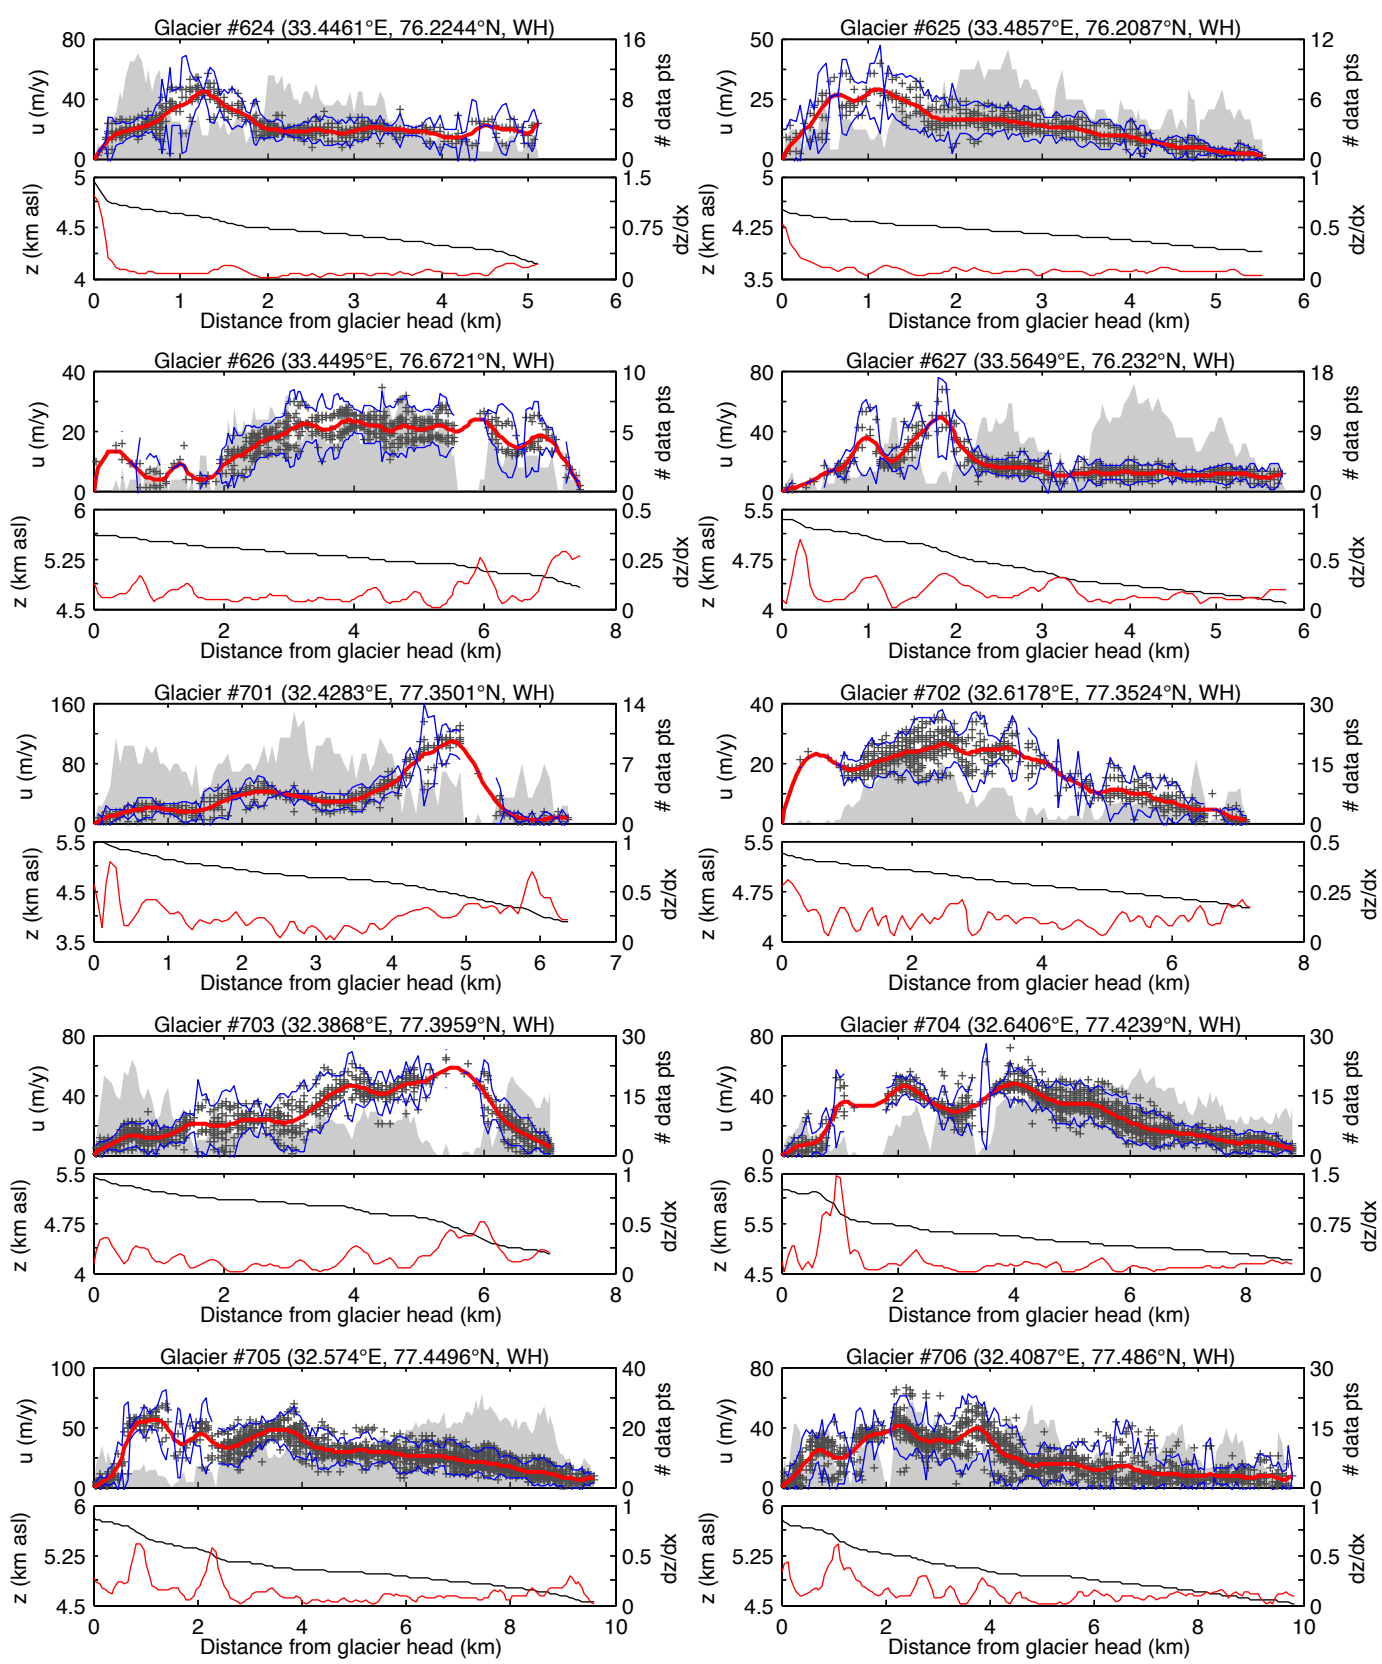 Glacier #624 (33.4461°E, 76.2244°N, WH)
80
40
0
u (m/y)
16
8
0
# data pts
5
4.5
4
z (km asl)
1.5
0.75
0
dz/dx
0 1 2 3 4 5 6
Distance from glacier head (km)
Glacier #625 (33.4857°E, 76.2087°N, WH)
50
25
0
u (m/y)
12
6
0
# data pts
5
4.25
3.5
z (km asl)
1
0.5
0
dz/dx
0 1 2 3 4 5 6
Distance from glacier head (km)
Glacier #626 (33.4495°E, 76.6721°N, WH)
40
20
0
u (m/y)
10
5
0
# data pts
6
5.25
4.5
z (km asl)
0.5
0.25
0
dz/dx
0 2 4 6 8
Distance from glacier head (km)
Glacier #627 (33.5649°E, 76.232°N, WH)
80
40
0
u (m/y)
18
9
0
# data pts
5.5
4.75
4
z (km asl)
1
0.5
0
dz/dx
0 1 2 3 4 5 6
Distance from glacier head (km)
Glacier #701 (32.4283°E, 77.3501°N, WH)
160
80
0
u (m/y)
14
7
0
# data pts
5.5
4.5
3.5
z (km asl)
1
0.5
0
dz/dx
0 1 2 3 4 5 6 7
Distance from glacier head (km)
Glacier #702 (32.6178°E, 77.3524°N, WH)
40
20
0
u (m/y)
30
15
0
# data pts
5.5
4.75
4
z (km asl)
0.5
0.25
0
dz/dx
0 2 4 6 8
Distance from glacier head (km)
Glacier #703 (32.3868°E, 77.3959°N, WH)
80
40
0
u (m/y)
30
15
0
# data pts
5.5
4.75
4
z (km asl)
1
0.5
0
dz/dx
0 2 4 6 8
Distance from glacier head (km)
Glacier #704 (32.6406°E, 77.4239°N, WH)
80
40
0
u (m/y)
30
15
0
# data pts
6.5
5.5
4.5
z (km asl)
1.5
0.75
0
dz/dx
0 2 4 6 8
Distance from glacier head (km)
Glacier #705 (32.574°E, 77.4496°N, WH)
100
50
0
u (m/y)
40
20
0
# data pts
6
5.25
4.5
z (km asl)
1
0.5
0
dz/dx
0 2 4 6 8 10
Distance from glacier head (km)
Glacier #706 (32.4087°E, 77.486°N, WH)
80
40
0
u (m/y)
30
15
0
# data pts
6
5.25
4.5
z (km asl)
1
0.5
0
dz/dx
0 2 4 6 8 10
Distance from glacier head (km)